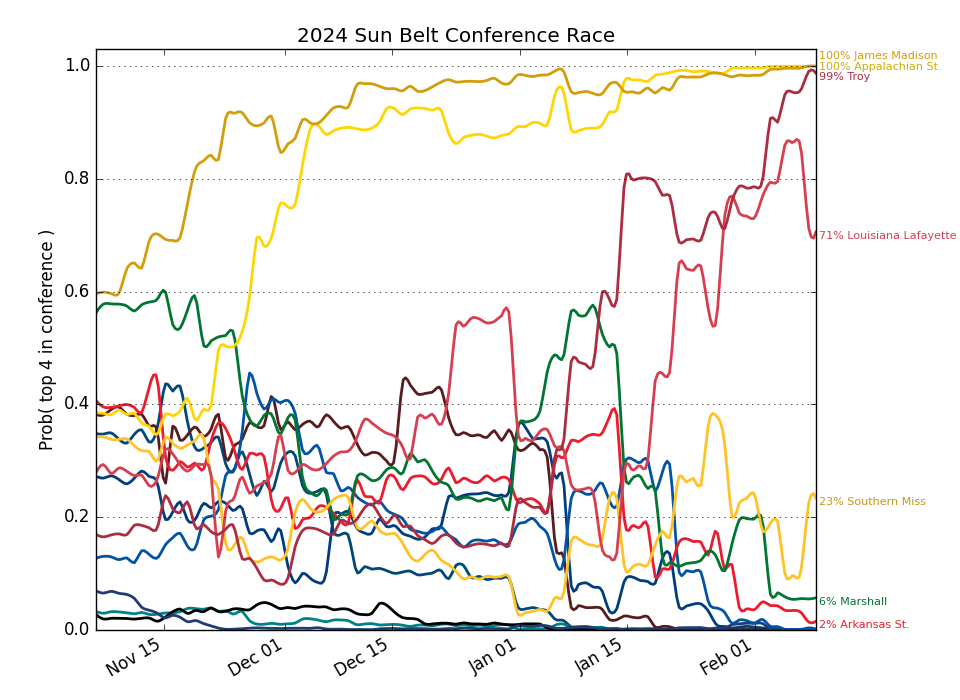 2024 Sun Belt Conference Race
Prob( top 4 in conference )
1.0
0.8
0.6
0.4
0.2
0.0
Nov 15
Dec 01
Dec 15
Jan 01
Jan 15
Feb 01
100% James Madison
100% Appalachian St.
99% Troy
71% Louisiana Lafayette
23% Southern Miss
6% Marshall
2% Arkansas St.